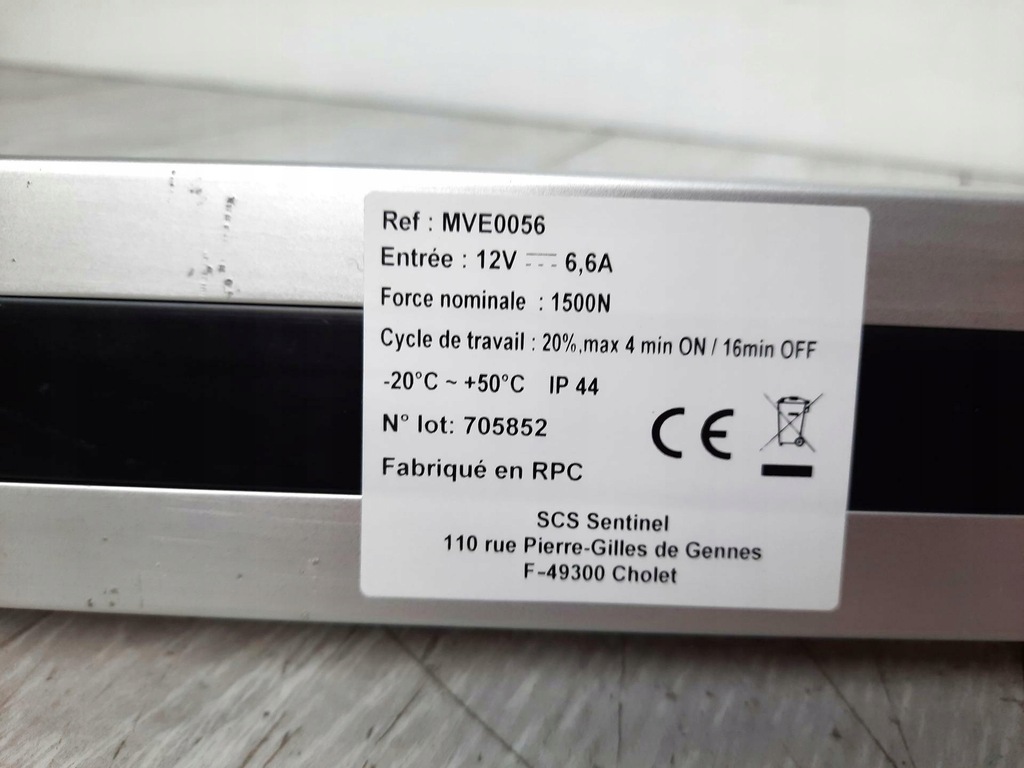 Ref : MVE0056
Entrée : 12V ⎓ 6,6A
Force nominale : 1500N
Cycle de travail : 20%,max 4 min ON / 16min OFF
-20°C ~ +50°C IP 44
N° lot: 705852
CE
Fabriqué en RPC
SCS Sentinel
110 rue Pierre-Gilles de Gennes
F-49300 Cholet